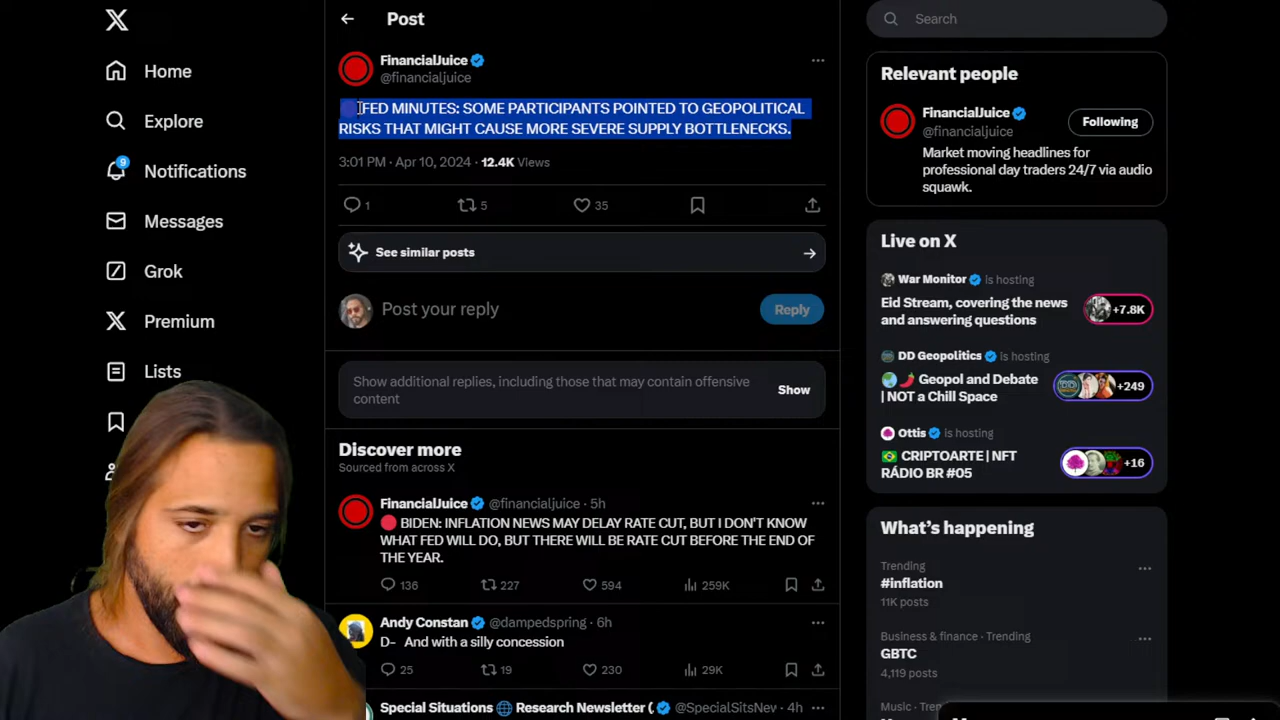 Home
Explore
9
Notifications
Messages
Grok
Premium
Lists
Post
FinancialJuice
@financialjuice
FED MINUTES: SOME PARTICIPANTS POINTED TO GEOPOLITICAL
RISKS THAT MIGHT CAUSE MORE SEVERE SUPPLY BOTTLENECKS.
3:01 PM · Apr 10, 2024 · 12.4K Views
1
5
35
See similar posts
Post your reply
Reply
Show additional replies, including those that may contain offensive
content
Show
Discover more
Sourced from across X
FinancialJuice @financialjuice · 5h
🔴 BIDEN: INFLATION NEWS MAY DELAY RATE CUT, BUT I DON'T KNOW
WHAT FED WILL DO, BUT THERE WILL BE RATE CUT BEFORE THE END OF
THE YEAR.
136
227
594
259K
Andy Constan @dampedspring · 6h
D- And with a silly concession
25
19
230
29K
Special Situations 🌐 Research Newsletter ( @SpecialSitsNew · 4h
Search
Relevant people
FinancialJuice
@financialjuice
Following
Market moving headlines for
professional day traders 24/7 via audio
squawk.
Live on X
War Monitor is hosting
Eid Stream, covering the news
and answering questions
+7.8K
DD Geopolitics is hosting
🌏🌶️ Geopol and Debate
| NOT a Chill Space
+249
Ottis is hosting
🇧🇷 CRIPTOARTE | NFT
RÁDIO BR #05
+16
What's happening
Trending
#inflation
11K posts
Business & finance · Trending
GBTC
4,119 posts